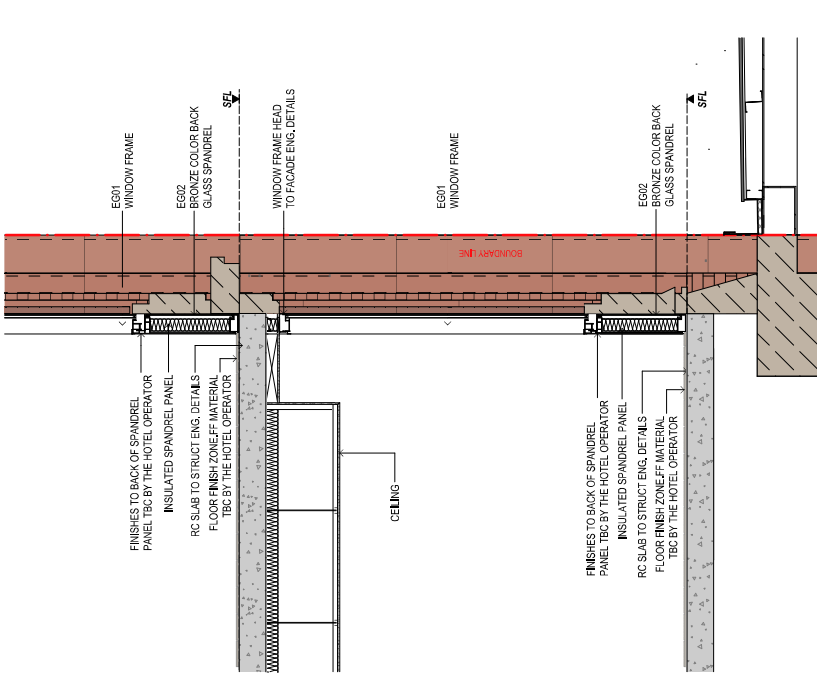 EG01
WINDOW FRAME
EG02
BRONZE COLOR BACK
GLASS SPANDREL
SFL
WINDOW FRAME HEAD
TO FACADE ENG. DETAILS
EG01
WINDOW FRAME
EG02
BRONZE COLOR BACK
GLASS SPANDREL
SFL
BOUNDARY LINE
FINISHES TO BACK OF SPANDREL
PANEL TBC BY THE HOTEL OPERATOR
INSULATED SPANDREL PANEL
RC SLAB TO STRUCT ENG. DETAILS
FLOOR FINISH ZONE.FF MATERIAL
TBC BY THE HOTEL OPERATOR
CEILING
FINISHES TO BACK OF SPANDREL
PANEL TBC BY THE HOTEL OPERATOR
INSULATED SPANDREL PANEL
RC SLAB TO STRUCT ENG. DETAILS
FLOOR FINISH ZONE.FF MATERIAL
TBC BY THE HOTEL OPERATOR